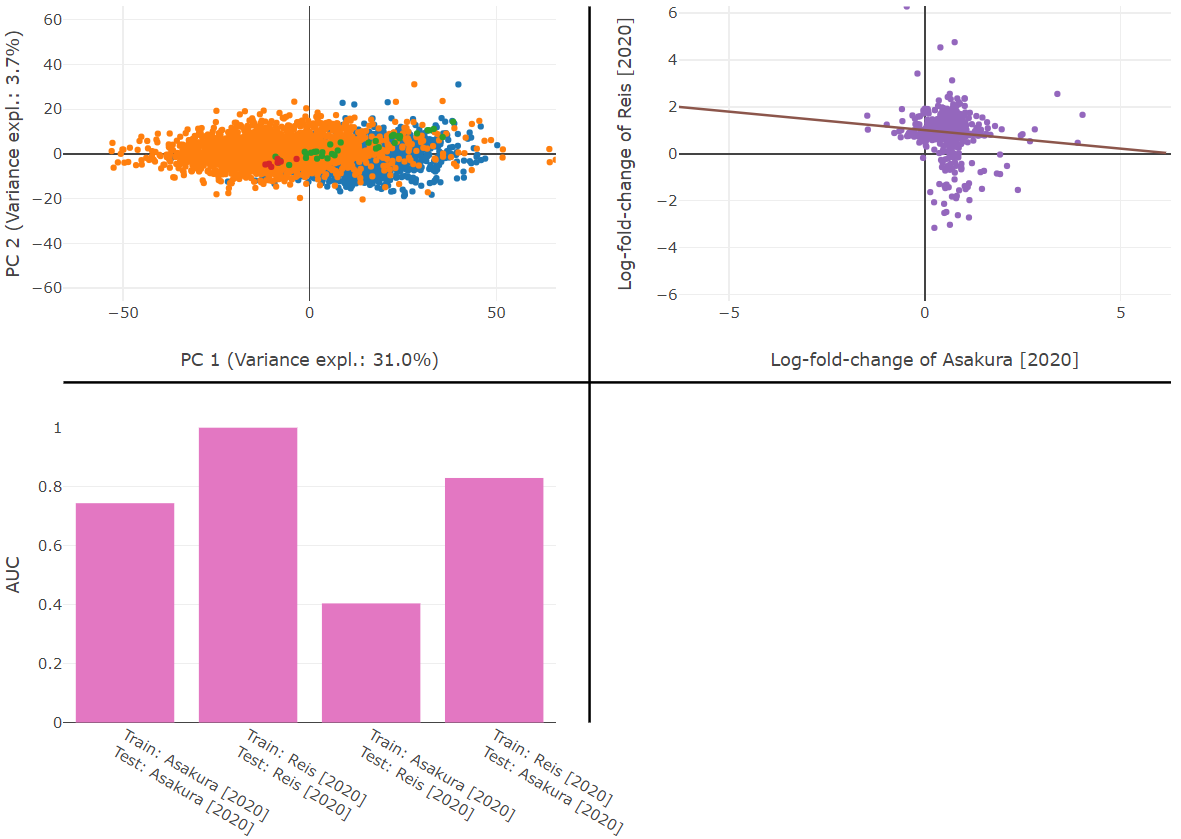 60
40
20
0
−20
−40
−60
PC 2 (Variance expl.: 3.7%)
−50
0
50
PC 1 (Variance expl.: 31.0%)
6
4
2
0
−2
−4
−6
Log-fold-change of Reis [2020]
−5
0
5
Log-fold-change of Asakura [2020]
1
0.8
0.6
0.4
0.2
0
AUC
Train: Asakura [2020]
Test: Asakura [2020]
Train: Reis [2020]
Test: Reis [2020]
Train: Asakura [2020]
Test: Reis [2020]
Train: Reis [2020]
Test: Asakura [2020]